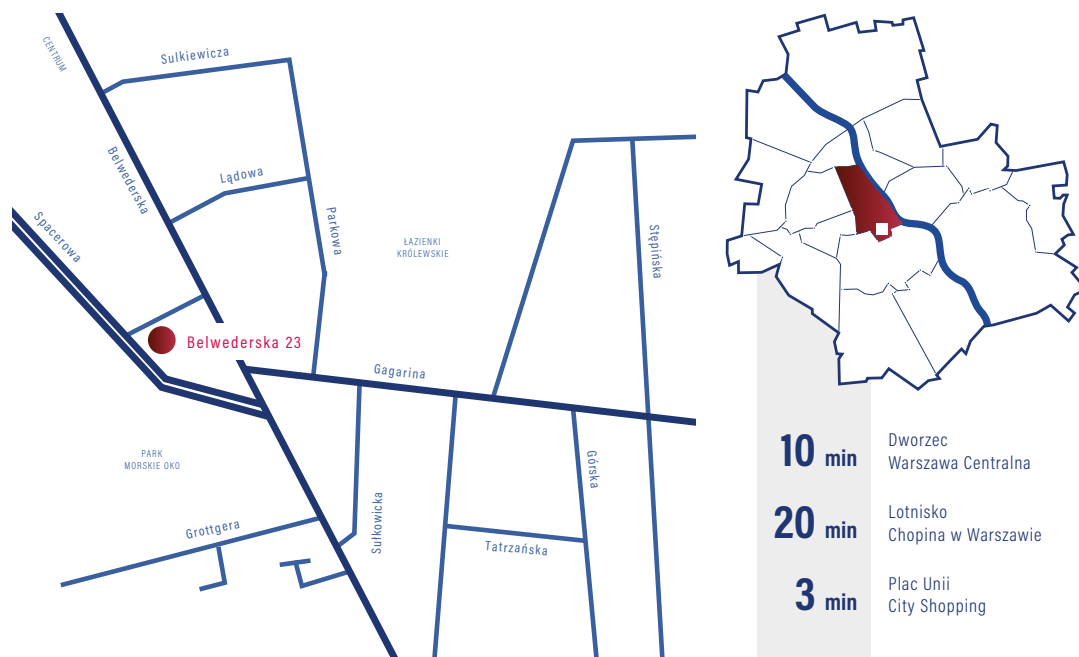 CENTRUM
Sulkiewicza
Belwederska
Lądowa
Spacerowa
Parkowa
ŁAZIENKI
KRÓLEWSKIE
Stępińska
Belwederska 23
Gagarina
PARK
MORSKIE OKO
Grottgera
Sułkowicka
Górska
Tatrzańska
10 min
Dworzec
Warszawa Centralna
20 min
Lotnisko
Chopina w Warszawie
3 min
Plac Unii
City Shopping